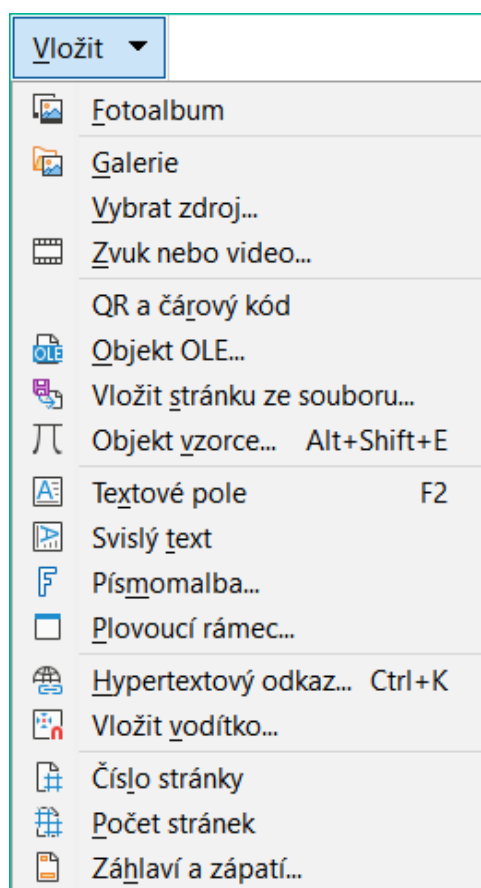 Vložit
Fotoalbum
Galerie
Vybrat zdroj...
Zvuk nebo video...
QR a čárový kód
OLE Objekt OLE...
Vložit stránku ze souboru...
Objekt vzorce... Alt+Shift+E
Textové pole F2
Svislý text
Písmomalba...
Plovoucí rámec...
Hypertextový odkaz... Ctrl+K
Vložit vodítko...
Číslo stránky
Počet stránek
Záhlaví a zápatí...